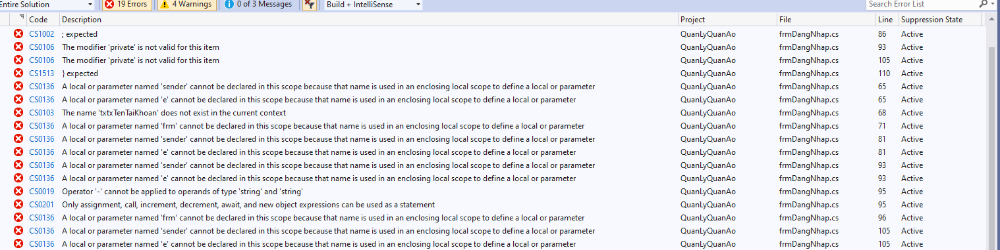 Entire Solution 19 Errors 4 Warnings 0 of 3 Messages Build + IntelliSense Search Error List
Code Description Project File Line Suppression State
CS1002 ; expected QuanLyQuanAo frmDangNhap.cs 86 Active
CS0106 The modifier 'private' is not valid for this item QuanLyQuanAo frmDangNhap.cs 93 Active
CS0106 The modifier 'private' is not valid for this item QuanLyQuanAo frmDangNhap.cs 105 Active
CS1513 } expected QuanLyQuanAo frmDangNhap.cs 110 Active
CS0136 A local or parameter named 'sender' cannot be declared in this scope because that name is used in an enclosing local scope to define a local or parameter QuanLyQuanAo frmDangNhap.cs 65 Active
CS0136 A local or parameter named 'e' cannot be declared in this scope because that name is used in an enclosing local scope to define a local or parameter QuanLyQuanAo frmDangNhap.cs 65 Active
CS0103 The name 'txtxTenTaiKhoan' does not exist in the current context QuanLyQuanAo frmDangNhap.cs 68 Active
CS0136 A local or parameter named 'frm' cannot be declared in this scope because that name is used in an enclosing local scope to define a local or parameter QuanLyQuanAo frmDangNhap.cs 71 Active
CS0136 A local or parameter named 'sender' cannot be declared in this scope because that name is used in an enclosing local scope to define a local or parameter QuanLyQuanAo frmDangNhap.cs 81 Active
CS0136 A local or parameter named 'e' cannot be declared in this scope because that name is used in an enclosing local scope to define a local or parameter QuanLyQuanAo frmDangNhap.cs 81 Active
CS0136 A local or parameter named 'sender' cannot be declared in this scope because that name is used in an enclosing local scope to define a local or parameter QuanLyQuanAo frmDangNhap.cs 93 Active
CS0136 A local or parameter named 'e' cannot be declared in this scope because that name is used in an enclosing local scope to define a local or parameter QuanLyQuanAo frmDangNhap.cs 93 Active
CS0019 Operator '-' cannot be applied to operands of type 'string' and 'string' QuanLyQuanAo frmDangNhap.cs 95 Active
CS0201 Only assignment, call, increment, decrement, await, and new object expressions can be used as a statement QuanLyQuanAo frmDangNhap.cs 95 Active
CS0136 A local or parameter named 'frm' cannot be declared in this scope because that name is used in an enclosing local scope to define a local or parameter QuanLyQuanAo frmDangNhap.cs 96 Active
CS0136 A local or parameter named 'sender' cannot be declared in this scope because that name is used in an enclosing local scope to define a local or parameter QuanLyQuanAo frmDangNhap.cs 105 Active
CS0136 A local or parameter named 'e' cannot be declared in this scope because that name is used in an enclosing local scope to define a local or parameter QuanLyQuanAo frmDangNhap.cs 105 Active